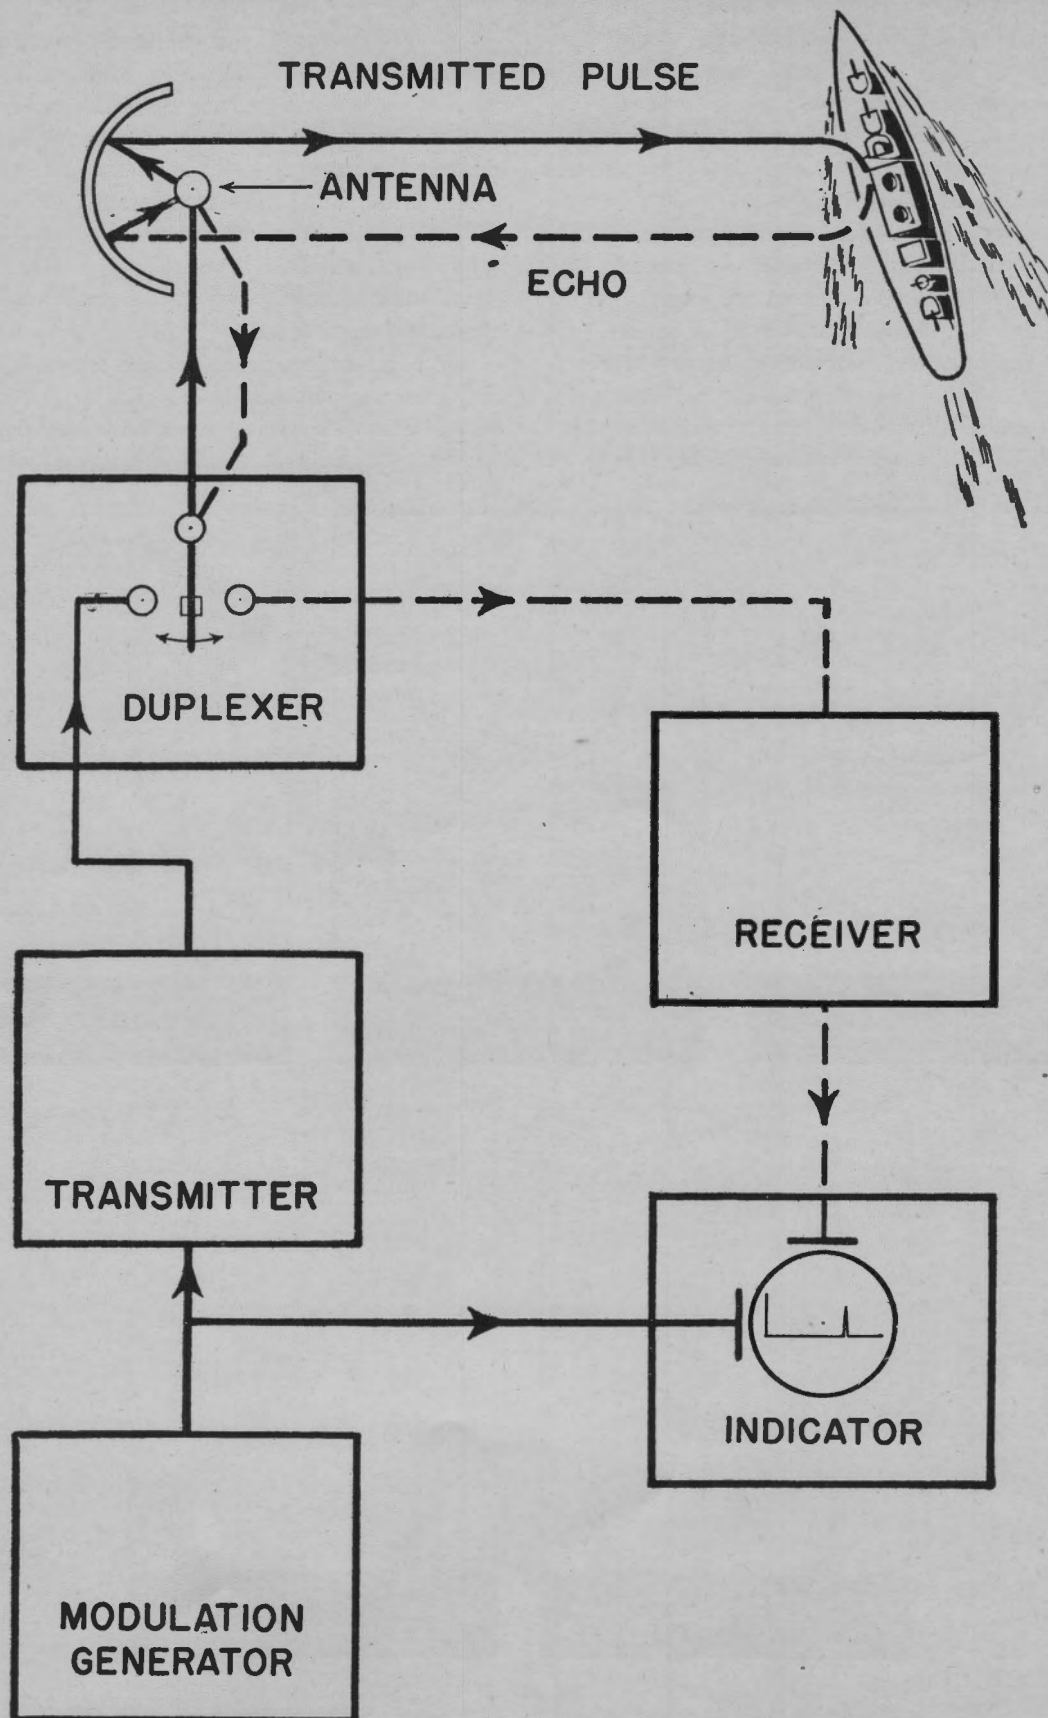 TRANSMITTED PULSE
ANTENNA
ECHO
DUPLEXER
RECEIVER
TRANSMITTER
INDICATOR
MODULATION
GENERATOR